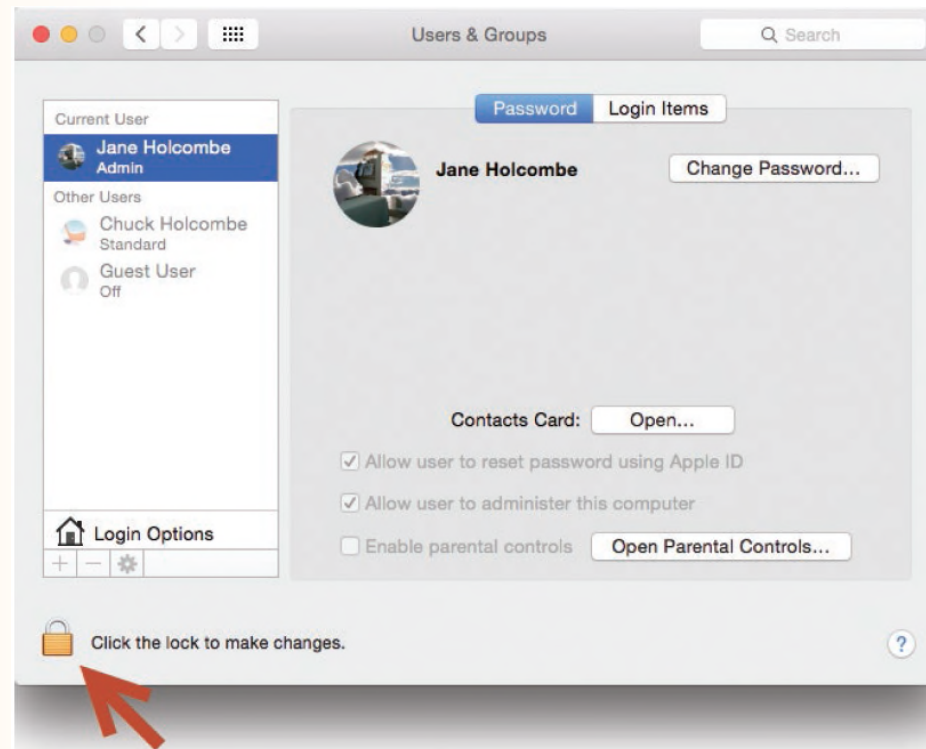 Users & Groups
Search
Current User
Jane Holcombe
Admin
Other Users
Chuck Holcombe
Standard
Guest User
Off
Login Options
Password Login Items
Jane Holcombe Change Password...
Contacts Card: Open...
Allow user to reset password using Apple ID
Allow user to administer this computer
Enable parental controls Open Parental Controls...
Click the lock to make changes.
?